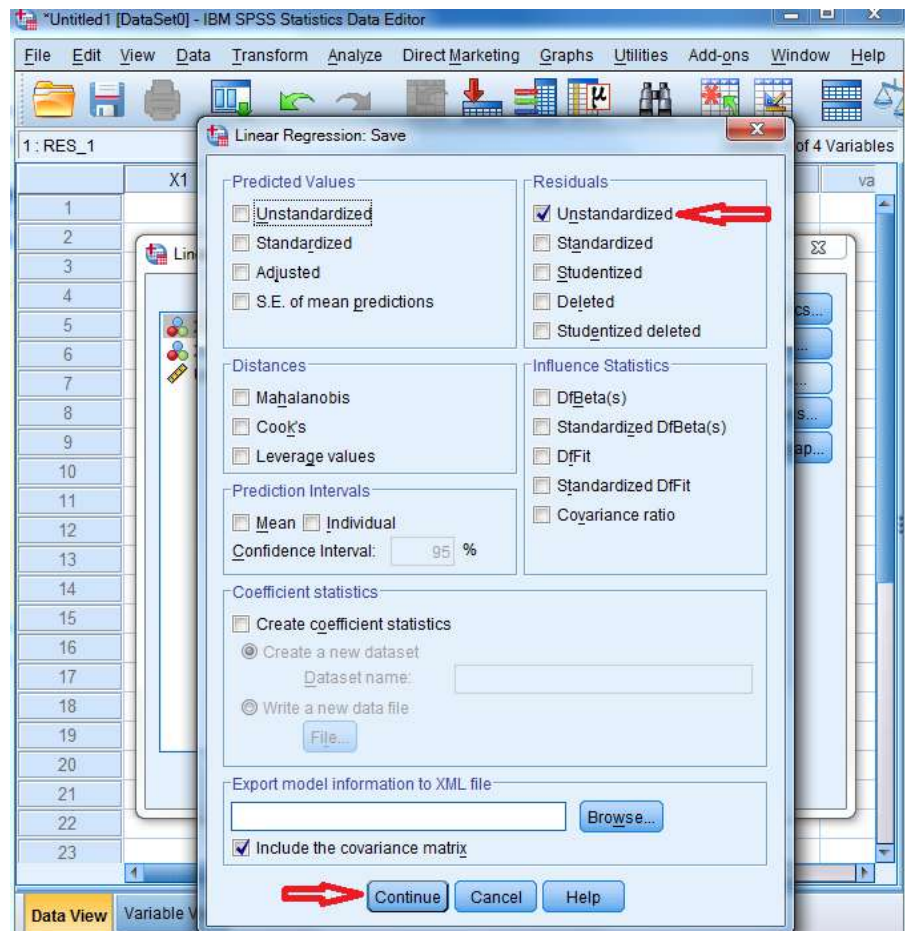 *Untitled1 [DataSet0] - IBM SPSS Statistics Data Editor
File Edit View Data Transform Analyze Direct Marketing Graphs Utilities Add-ons Window Help
1 : RES_1
of 4 Variables
X1
va
1
2
3
4
5
6
7
8
9
10
11
12
13
14
15
16
17
18
19
20
21
22
23
Lin
cs...
...
...
s...
ap...
Linear Regression: Save
Predicted Values
Unstandardized
Standardized
Adjusted
S.E. of mean predictions
Residuals
Unstandardized
Standardized
Studentized
Deleted
Studentized deleted
Distances
Mahalanobis
Cook's
Leverage values
Influence Statistics
DfBeta(s)
Standardized DfBeta(s)
DfFit
Standardized DfFit
Covariance ratio
Prediction Intervals
Mean Individual
Confidence Interval: 95 %
Coefficient statistics
Create coefficient statistics
Create a new dataset
Dataset name:
Write a new data file
File...
Export model information to XML file
Browse...
Include the covariance matrix
Continue Cancel Help
Data View Variable V